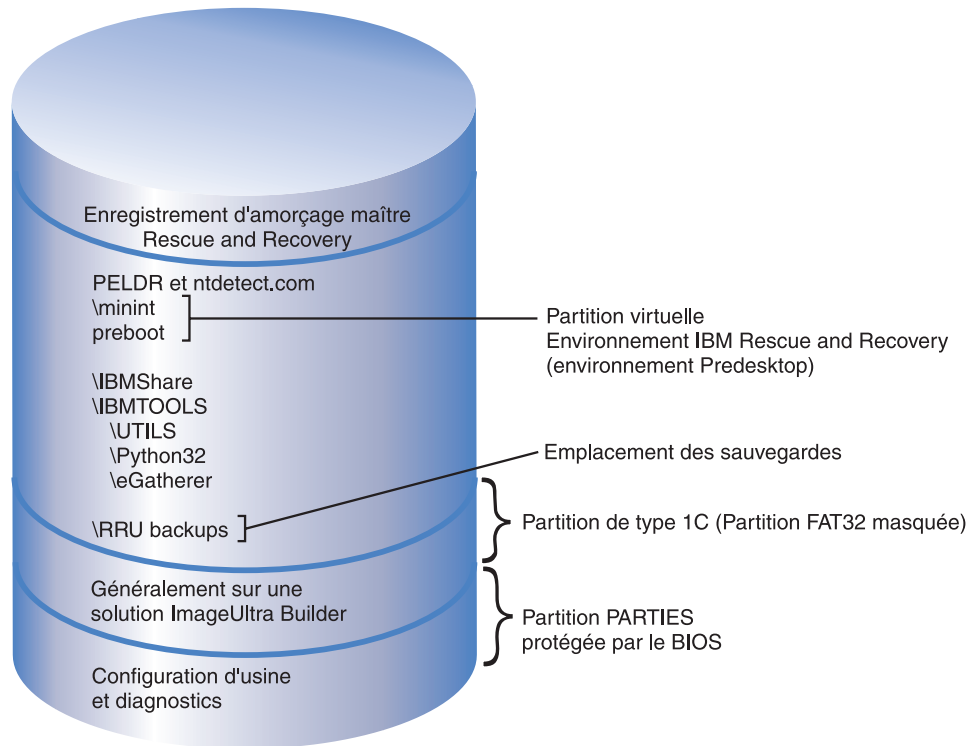 Enregistrement d'amorçage maître
Rescue and Recovery
PELDR et ntdetect.com
\minint
preboot
Partition virtuelle
Environnement IBM Rescue and Recovery
(environnement Predesktop)
\IBMShare
\IBMTOOLS
\UTILS
\Python32
\eGatherer
Emplacement des sauvegardes
\RRU backups
Partition de type 1C (Partition FAT32 masquée)
Généralement sur une
solution ImageUltra Builder
Partition PARTIES
protégée par le BIOS
Configuration d'usine
et diagnostics